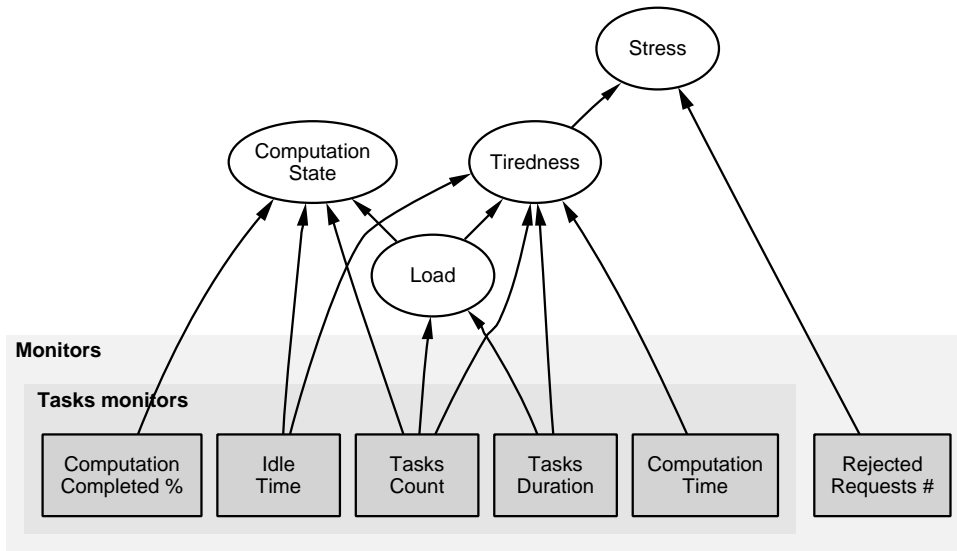 Stress
Computation
State
Tiredness
Load
Monitors
Tasks monitors
Computation
Completed %
Idle
Time
Tasks
Count
Tasks
Duration
Computation
Time
Rejected
Requests #